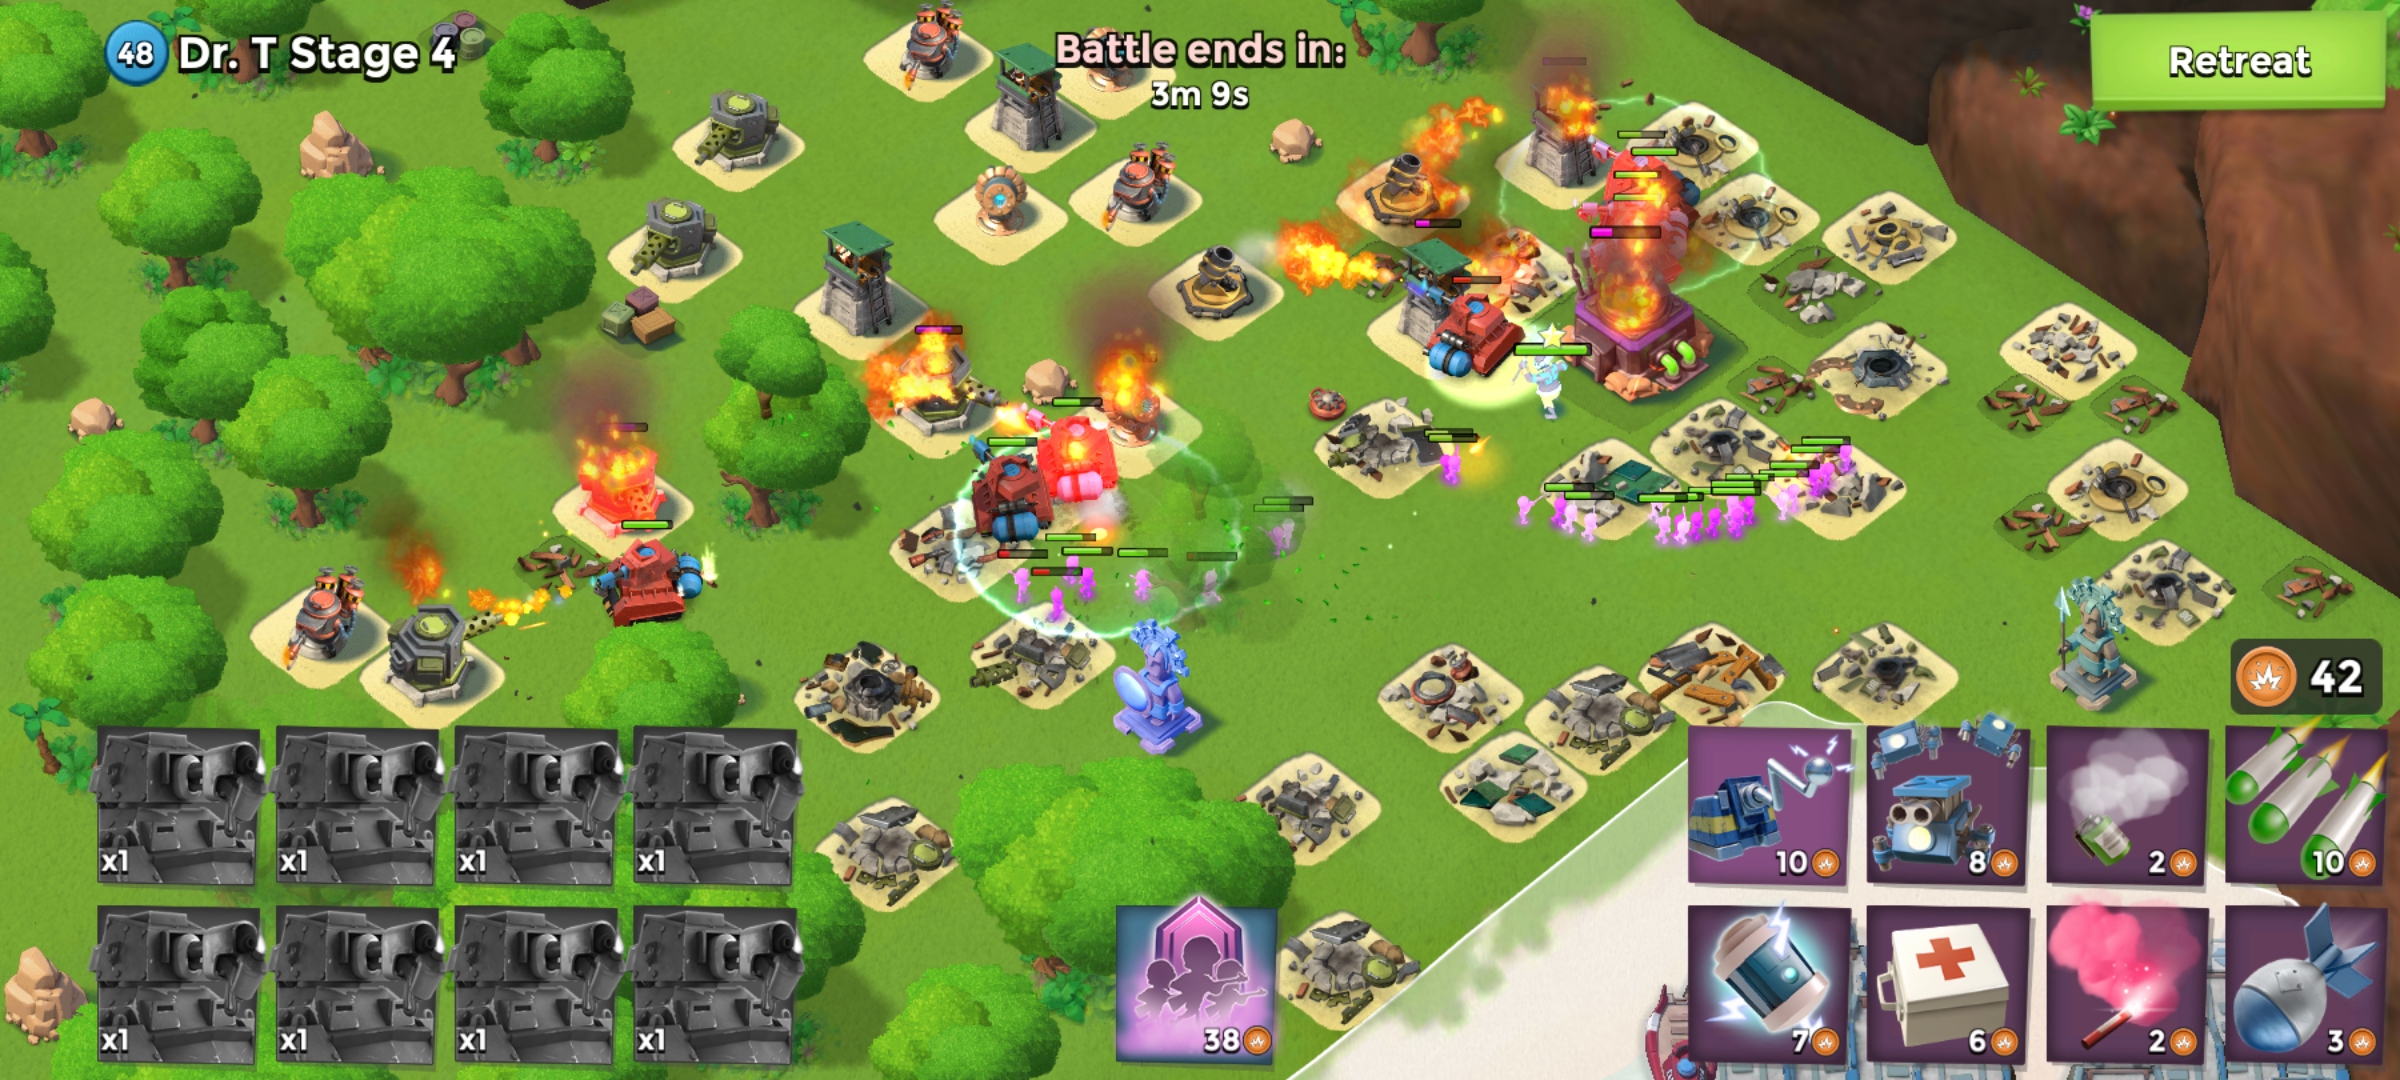 48 Dr. T Stage 4
Battle ends in:
3m 9s
Retreat
42
x1 x1 x1 x1
10 8 2 10
x1 x1 x1 x1
38
7 6 2 3